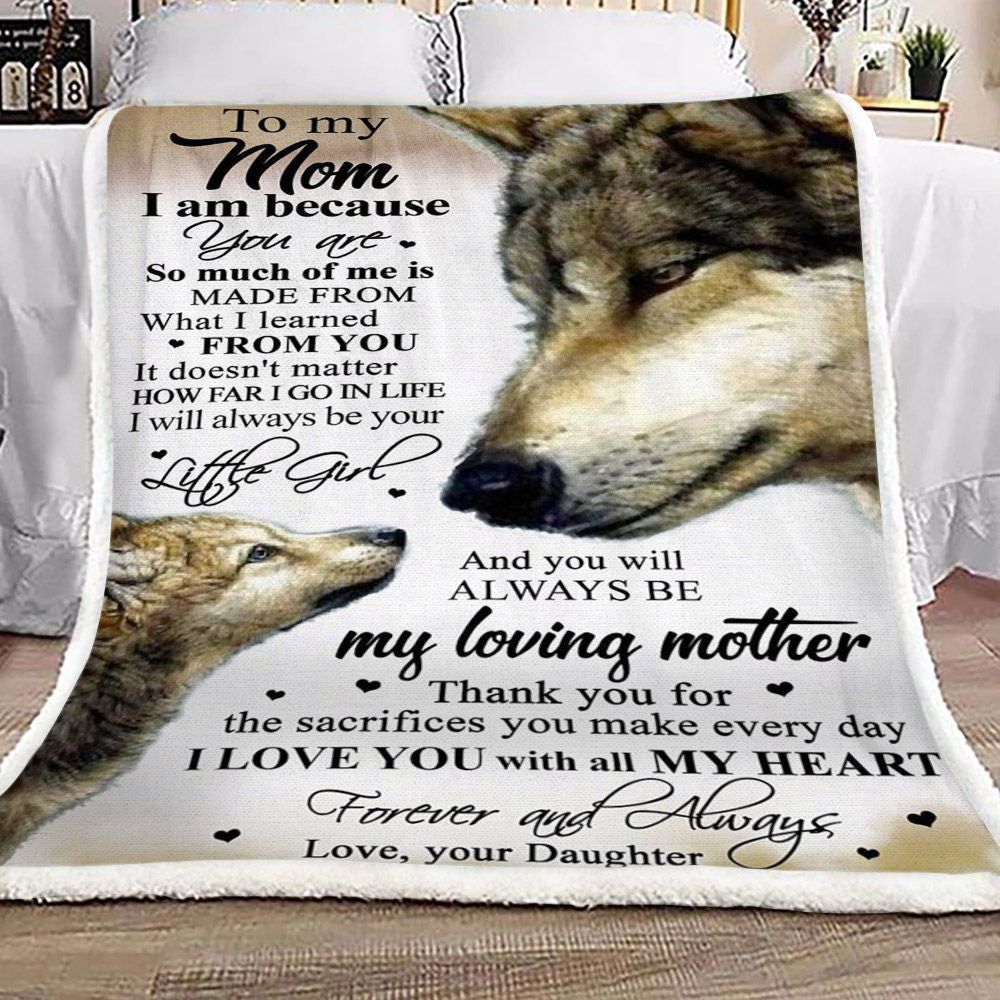 To my
Mom
I am because
You are
So much of me is
MADE FROM
What I learned
FROM YOU
It doesn't matter
HOW FAR I GO IN LIFE
I will always be your
Little Girl
And you will
ALWAYS BE
my loving mother
Thank you for
the sacrifices you make every day
I LOVE YOU with all MY HEART
Forever and Always
Love, your Daughter
8